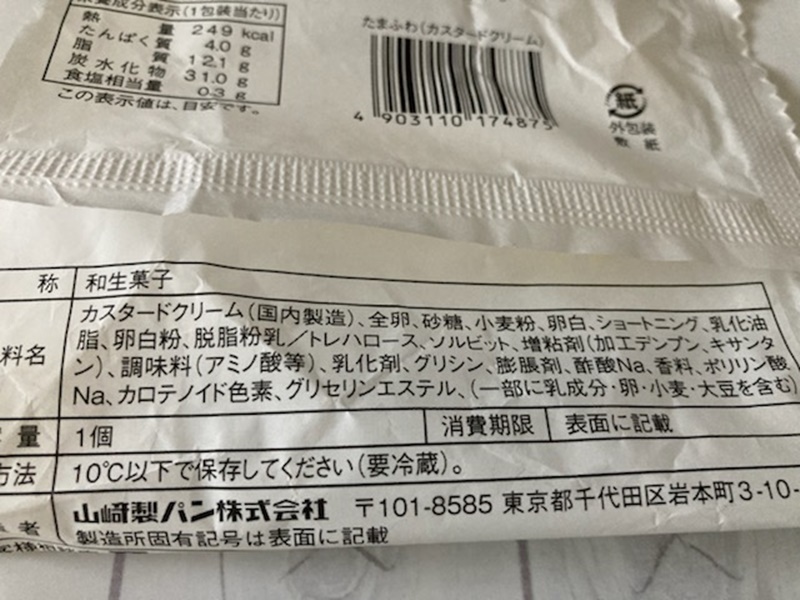 栄養成分表示(1包装当たり)
熱量 249 kcal
たんぱく質 4.0 g
脂質 12.1 g
炭水化物 31.0 g
食塩相当量 0.3 g
この表示値は、目安です。
たまふわ(カスタードクリーム)
4 903110 174875
紙
外包装
敷紙
称 和生菓子
料名 カスタードクリーム(国内製造)、全卵、砂糖、小麦粉、卵白、ショートニング、乳化油
脂、卵白粉、脱脂粉乳/トレハロース、ソルビット、増粘剤(加工デンプン、キサンタ
ン)、調味料(アミノ酸等)、乳化剤、グリシン、膨脹剤、酢酸Na、香料、ポリリン酸
Na、カロテノイド色素、グリセリンエステル、(一部に乳成分・卵・小麦・大豆を含む)
量 1個 消費期限 表面に記載
方法 10℃以下で保存してください(要冷蔵)。
者 山崎製パン株式会社 〒101-8585 東京都千代田区岩本町3-10-
製造所固有記号は表面に記載